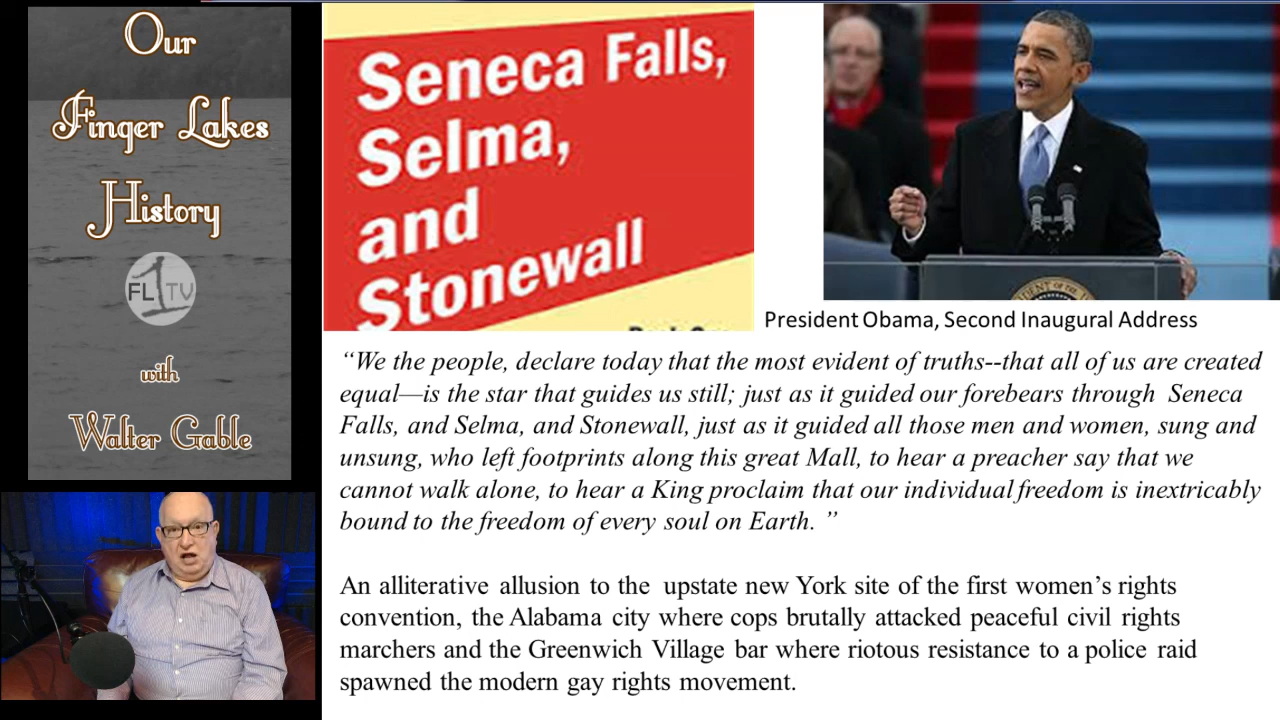 Our
Finger Lakes
History
FL TV
with
Walter Gable
Seneca Falls,
Selma,
and
Stonewall
President Obama, Second Inaugural Address
“We the people, declare today that the most evident of truths--that all of us are created
equal—is the star that guides us still; just as it guided our forebears through Seneca
Falls, and Selma, and Stonewall, just as it guided all those men and women, sung and
unsung, who left footprints along this great Mall, to hear a preacher say that we
cannot walk alone, to hear a King proclaim that our individual freedom is inextricably
bound to the freedom of every soul on Earth. ”
An alliterative allusion to the upstate new York site of the first women’s rights
convention, the Alabama city where cops brutally attacked peaceful civil rights
marchers and the Greenwich Village bar where riotous resistance to a police raid
spawned the modern gay rights movement.